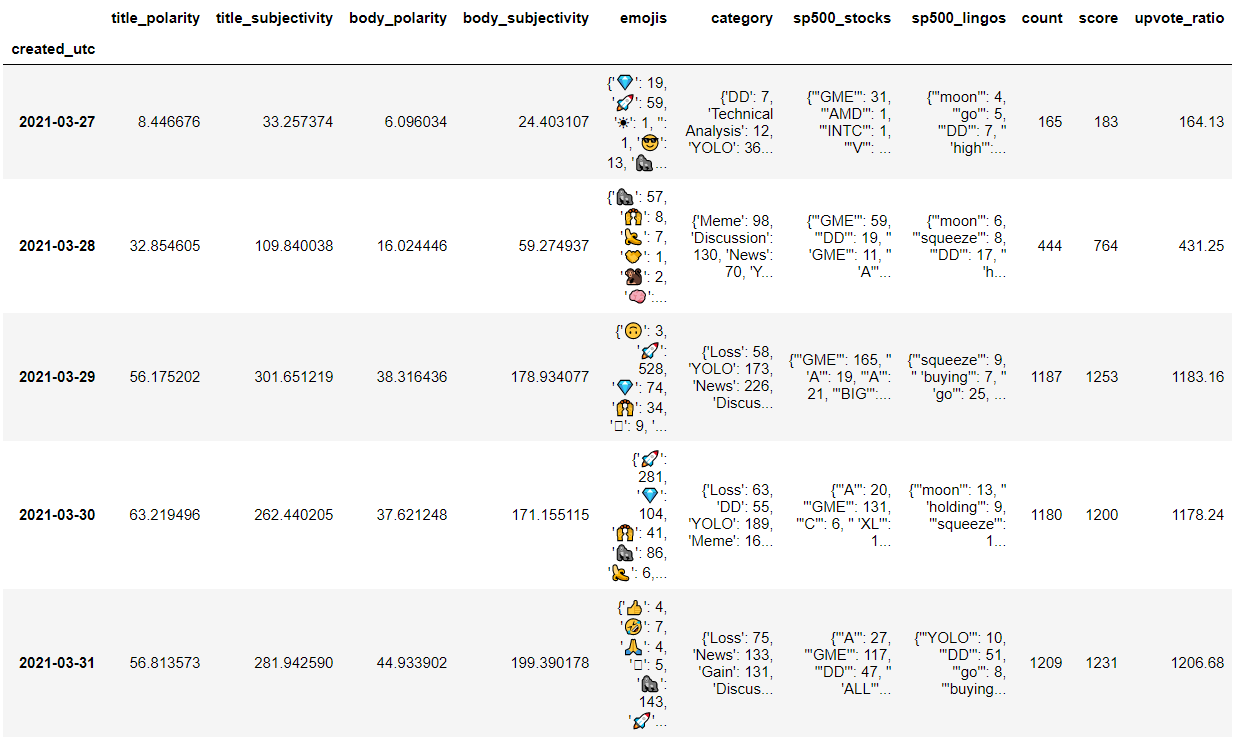 title_polarity title_subjectivity body_polarity body_subjectivity emojis category sp500_stocks sp500_lingos count score upvote_ratio
created_utc
2021-03-27
8.446676
33.257374
6.096034
24.403107
{'💎': 19,
'🚀': 59,
'☀': 1, '':
1, '😎':
13, '🦍...
{'DD': 7,
'Technical
Analysis': 12,
'YOLO': 36...
{"'GME'": 31,
"'AMD'": 1,
"'INTC'": 1,
"'V'": ...
{"'moon'": 4,
"'go'": 5,
"'DD'": 7, "
'high'":...
165
183
164.13
2021-03-28
32.854605
109.840038
16.024446
59.274937
{'🦍': 57,
'🙌': 8,
'🍌': 7,
'': 1,
'🐒': 2,
'🧠':...
{'Meme': 98,
'Discussion':
130, 'News':
70, 'Y...
{"'GME'": 59,
"'DD'": 19, "
'GME'": 11, "
'A'"...
{"'moon'": 6,
"'squeeze'": 8,
"'DD'": 17, "
'h...
444
764
431.25
2021-03-29
56.175202
301.651219
38.316436
178.934077
{'🙃': 3,
'🚀':
528,
'💎': 74,
'🙌': 34,
'▯': 9, '...
{'Loss': 58,
'YOLO': 173,
'News': 226,
'Discus...
{"'GME'": 165, "
'A'": 19, "'A'":
21, "'BIG'":...
{"'squeeze'": 9,
" 'buying'": 7, "
'go'": 25, ...
1187
1253
1183.16
2021-03-30
63.219496
262.440205
37.621248
171.155115
{'🚀':
281,
'💎':
104,
'🙌': 41,
'🦍': 86,
'🍌': 6,...
{'Loss': 63,
'DD': 55,
'YOLO': 189,
'Meme': 16...
{"'A'": 20,
"'GME'": 131,
"'C'": 6, " 'XL'":
1...
{"'moon'": 13, "
'holding'": 9,
"'squeeze'":
1...
1180
1200
1178.24
2021-03-31
56.813573
281.942590
44.933902
199.390178
{'👍': 4,
'🤣': 7,
'🙏': 4,
'▯': 5,
'🦍':
143,
'🚀'...
{'Loss': 75,
'News': 133,
'Gain': 131,
'Discus...
{"'A'": 27,
"'GME'": 117,
"'DD'": 47, "
'ALL'"...
{"'YOLO'": 10,
"'DD'": 51,
"'go'": 8,
"'buying...
1209
1231
1206.68